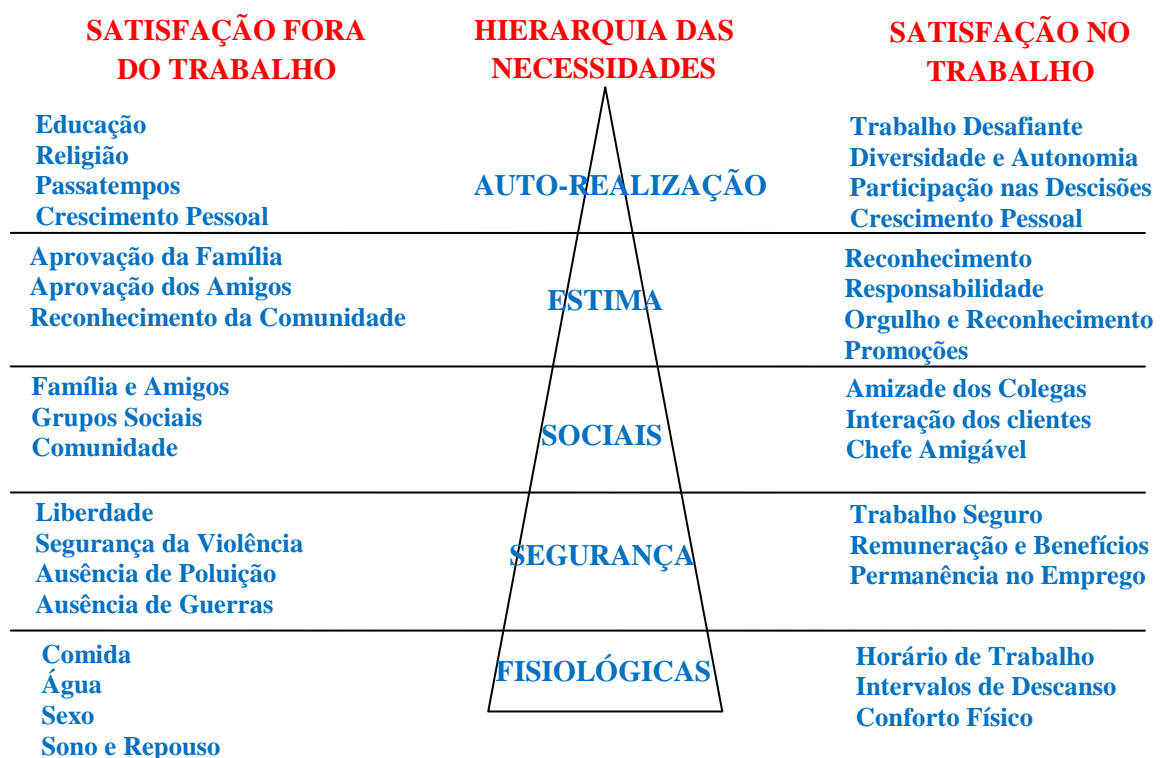 SATISFAÇÃO FORA
DO TRABALHO
HIERARQUIA DAS
NECESSIDADES
SATISFAÇÃO NO
TRABALHO
Educação
Religião
Passatempos
Crescimento Pessoal
AUTO-REALIZAÇÃO
Trabalho Desafiante
Diversidade e Autonomia
Participação nas Descisões
Crescimento Pessoal
Aprovação da Família
Aprovação dos Amigos
Reconhecimento da Comunidade
ESTIMA
Reconhecimento
Responsabilidade
Orgulho e Reconhecimento
Promoções
Família e Amigos
Grupos Sociais
Comunidade
SOCIAIS
Amizade dos Colegas
Interação dos clientes
Chefe Amigável
Liberdade
Segurança da Violência
Ausência de Poluição
Ausência de Guerras
SEGURANÇA
Trabalho Seguro
Remuneração e Benefícios
Permanência no Emprego
Comida
Água
Sexo
Sono e Repouso
FISIOLÓGICAS
Horário de Trabalho
Intervalos de Descanso
Conforto Físico